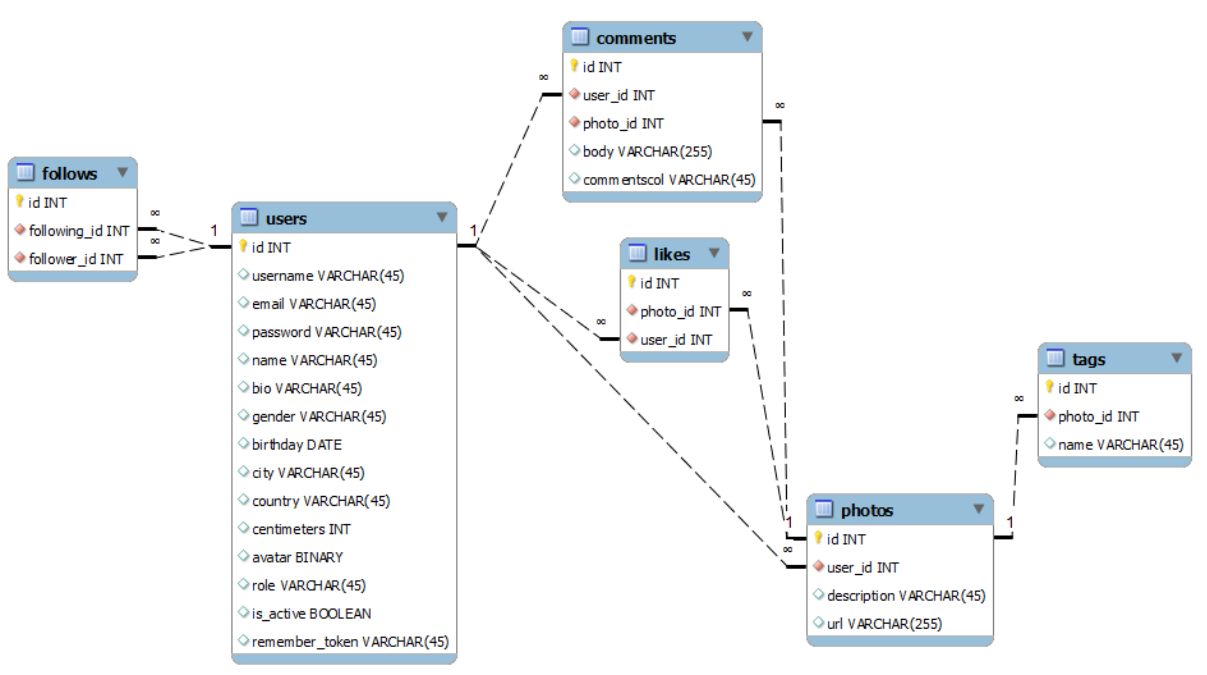 comments
id INT
user_id INT
photo_id INT
body VARCHAR(255)
commentscol VARCHAR(45)
∞
∞
follows
id INT
following_id INT
follower_id INT
∞
∞
1
users
id INT
username VARCHAR(45)
email VARCHAR(45)
password VARCHAR(45)
name VARCHAR(45)
bio VARCHAR(45)
gender VARCHAR(45)
birthday DATE
city VARCHAR(45)
country VARCHAR(45)
centimeters INT
avatar BINARY
role VARCHAR(45)
is_active BOOLEAN
remember_token VARCHAR(45)
1
likes
id INT
photo_id INT
user_id INT
∞
∞
tags
id INT
photo_id INT
name VARCHAR(45)
∞
photos
id INT
user_id INT
description VARCHAR(45)
url VARCHAR(255)
1
∞
1